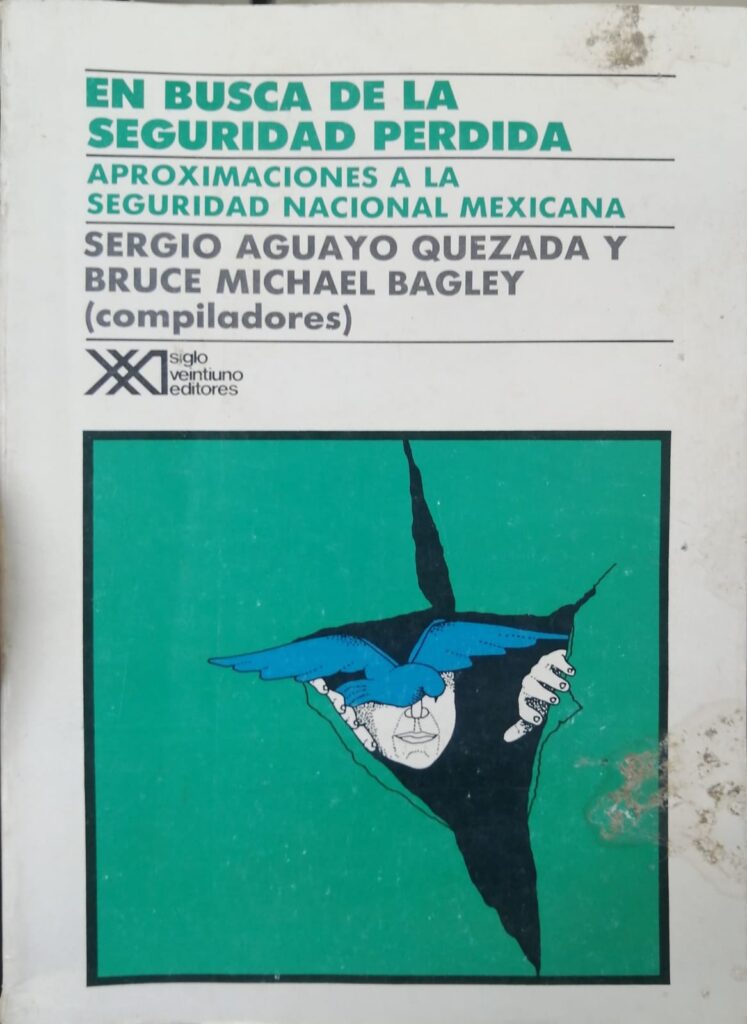 EN BUSCA DE LA
SEGURIDAD PERDIDA
APROXIMACIONES A LA
SEGURIDAD NACIONAL MEXICANA
SERGIO AGUAYO QUEZADA Y
BRUCE MICHAEL BAGLEY
(compiladores)
XXI siglo
veintiuno
editores